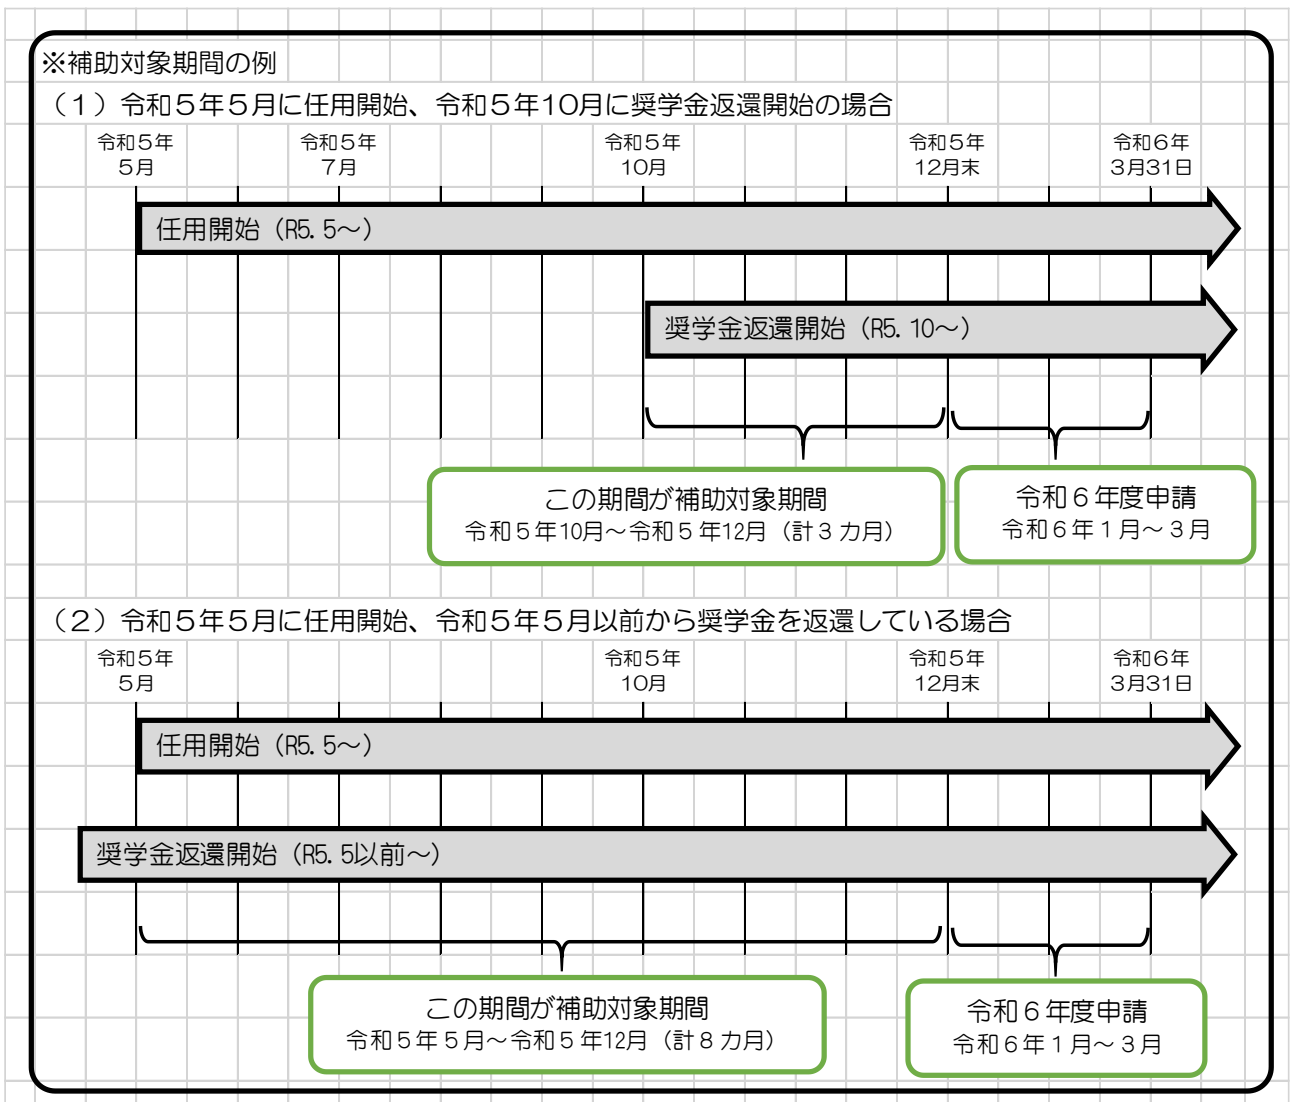 ※補助対象期間の例
（１）令和５年５月に任用開始、令和５年10月に奨学金返還開始の場合
令和５年
５月
令和５年
７月
令和５年
10月
令和５年
12月末
令和６年
3月31日
任用開始（R5. 5～）
奨学金返還開始（R5. 10～）
この期間が補助対象期間
令和５年10月～令和５年12月（計３カ月）
令和６年度申請
令和６年１月～３月
（２）令和５年５月に任用開始、令和５年５月以前から奨学金を返還している場合
令和５年
５月
令和５年
10月
令和５年
12月末
令和６年
3月31日
任用開始（R5. 5～）
奨学金返還開始（R5. 5以前～）
この期間が補助対象期間
令和５年５月～令和５年12月（計８カ月）
令和６年度申請
令和６年１月～３月